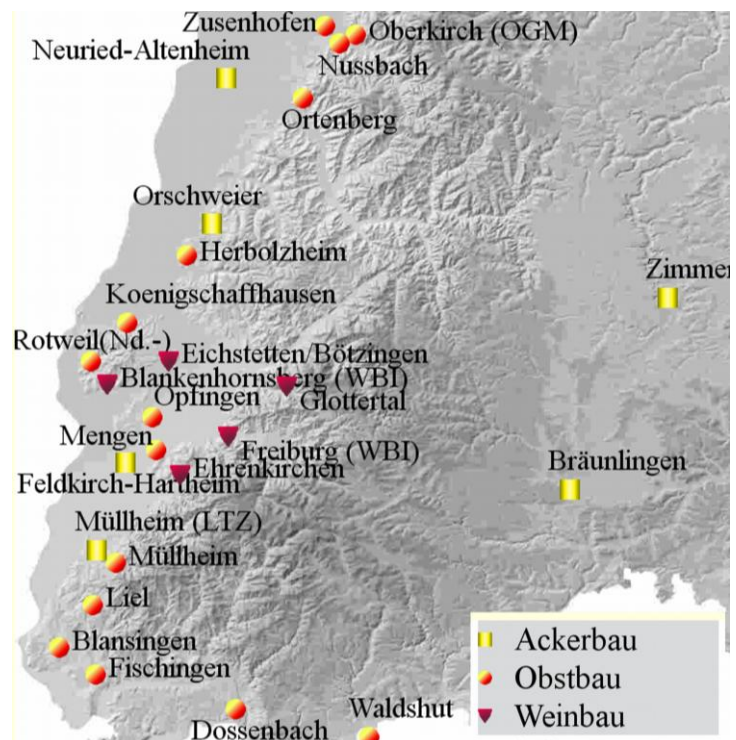 Zusenhofen
Oberkirch (OGM)
Neuried-Altenheim
Nussbach
Ortenberg
Orschweier
Herbolzheim
Zimmer
Koenigschaffhausen
Rotweil(Nd.-)
Eichstetten/Bötzingen
Blankenhornsberg (WBI)
Opfingen
Glottertal
Mengen
Freiburg (WBI)
Bräunlingen
Ehrenkirchen
Feldkirch-Hartheim
Müllheim (LTZ)
Müllheim
Liel
Blansingen
Fischingen
Waldshut
Dossenbach
Ackerbau
Obstbau
Weinbau